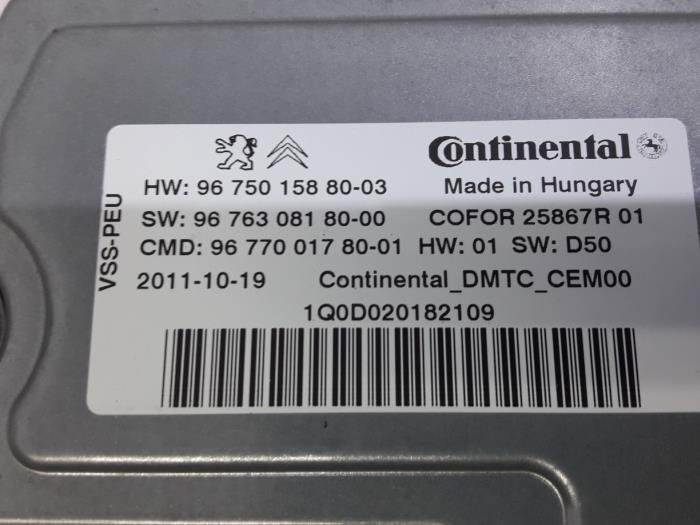 Continental
HW: 96 750 158 80-03 Made in Hungary
SW: 96 763 081 80-00 COFOR 25867R 01
CMD: 96 770 017 80-01 HW: 01 SW: D50
2011-10-19 Continental_DMTC_CEM00
1Q0D020182109
VSS-PEU